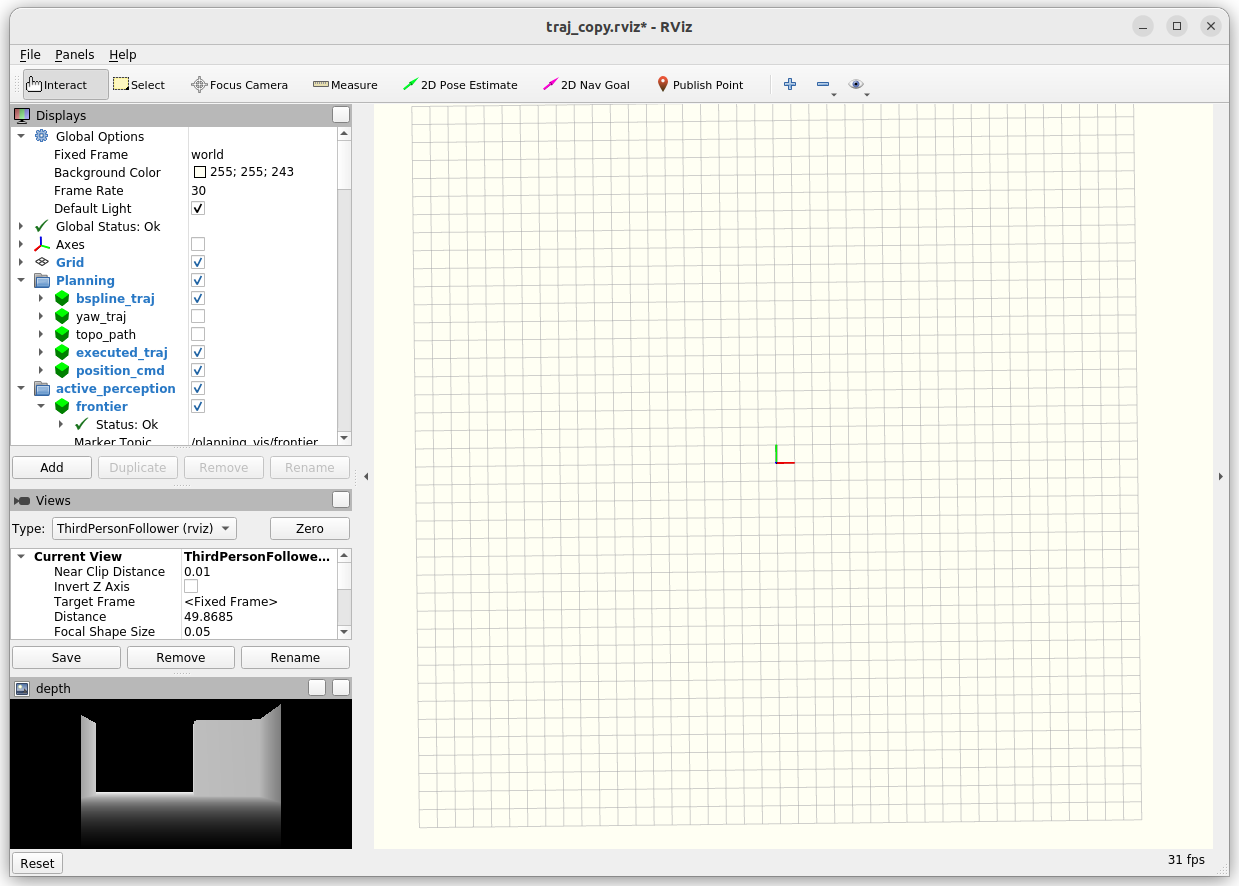 traj_copy.rviz* - RViz
File Panels Help
Interact Select Focus Camera Measure 2D Pose Estimate 2D Nav Goal Publish Point
Displays
Global Options
Fixed Frame world
Background Color 255; 255; 243
Frame Rate 30
Default Light
Global Status: Ok
Axes
Grid
Planning
bspline_traj
yaw_traj
topo_path
executed_traj
position_cmd
active_perception
frontier
Status: Ok
Marker Topic /planning_vis/frontier
Add Duplicate Remove Rename
Views
Type: ThirdPersonFollower (rviz) Zero
Current View ThirdPersonFollowe...
Near Clip Distance 0.01
Invert Z Axis
Target Frame <Fixed Frame>
Distance 49.8685
Focal Shape Size 0.05
Save Remove Rename
depth
Reset
31 fps